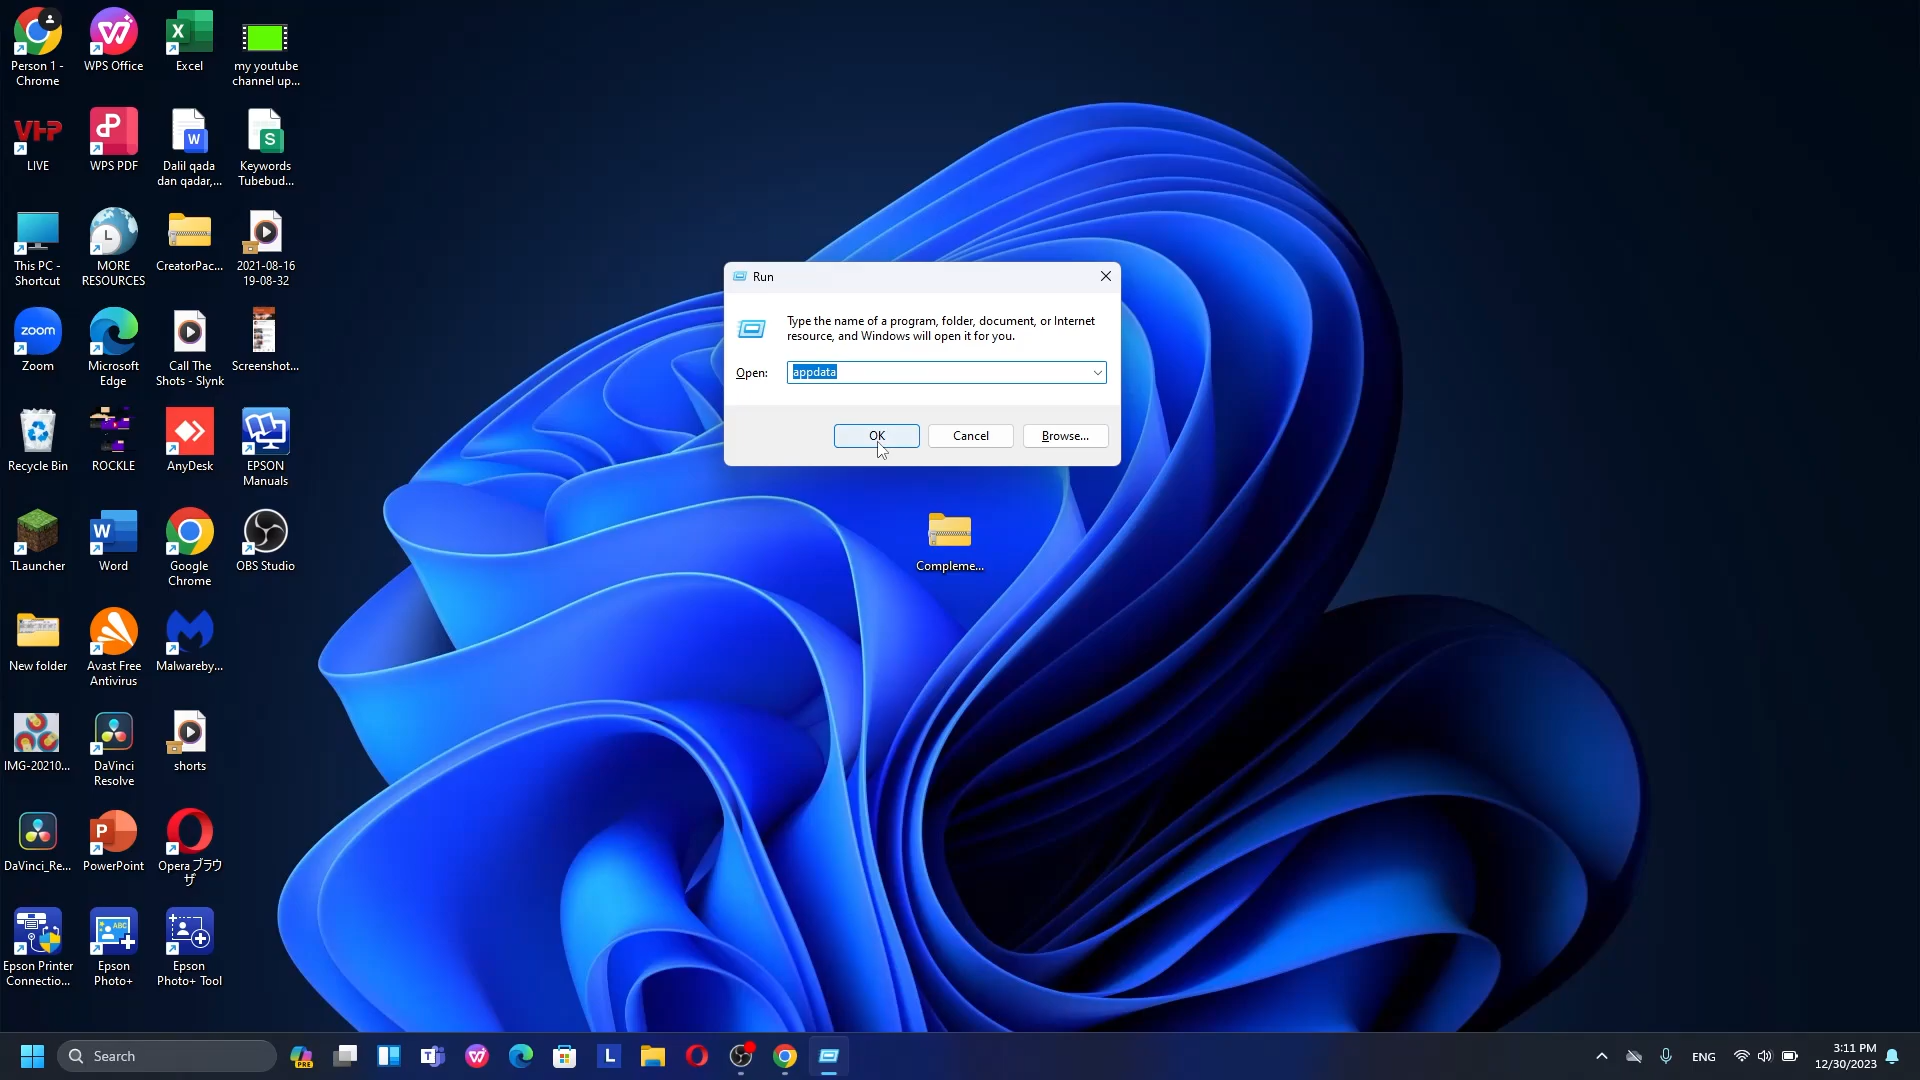 Person 1 -
Chrome
WPS Office
Excel
my youtube
channel up...
LIVE
WPS PDF
Dalil qada
dan qadar,...
Keywords
Tubebud...
This PC -
Shortcut
MORE
RESOURCES
CreatorPac...
2021-08-16
19-08-32
zoom
Zoom
Microsoft
Edge
Call The
Shots - Slynk
Screenshot...
Recycle Bin
ROCKLE
AnyDesk
EPSON
Manuals
TLauncher
Word
Google
Chrome
OBS Studio
New folder
Avast Free
Antivirus
Malwareby...
IMG-20210...
DaVinci
Resolve
shorts
DaVinci_Re...
PowerPoint
Opera ブラウ
ザ
Epson Printer
Connectio...
Epson
Photo+
Epson
Photo+ Tool
Run
Type the name of a program, folder, document, or Internet
resource, and Windows will open it for you.
Open:
appdata
OK
Cancel
Browse...
Compleme...
Search
PRE
L
ENG
3:11 PM
12/30/2023